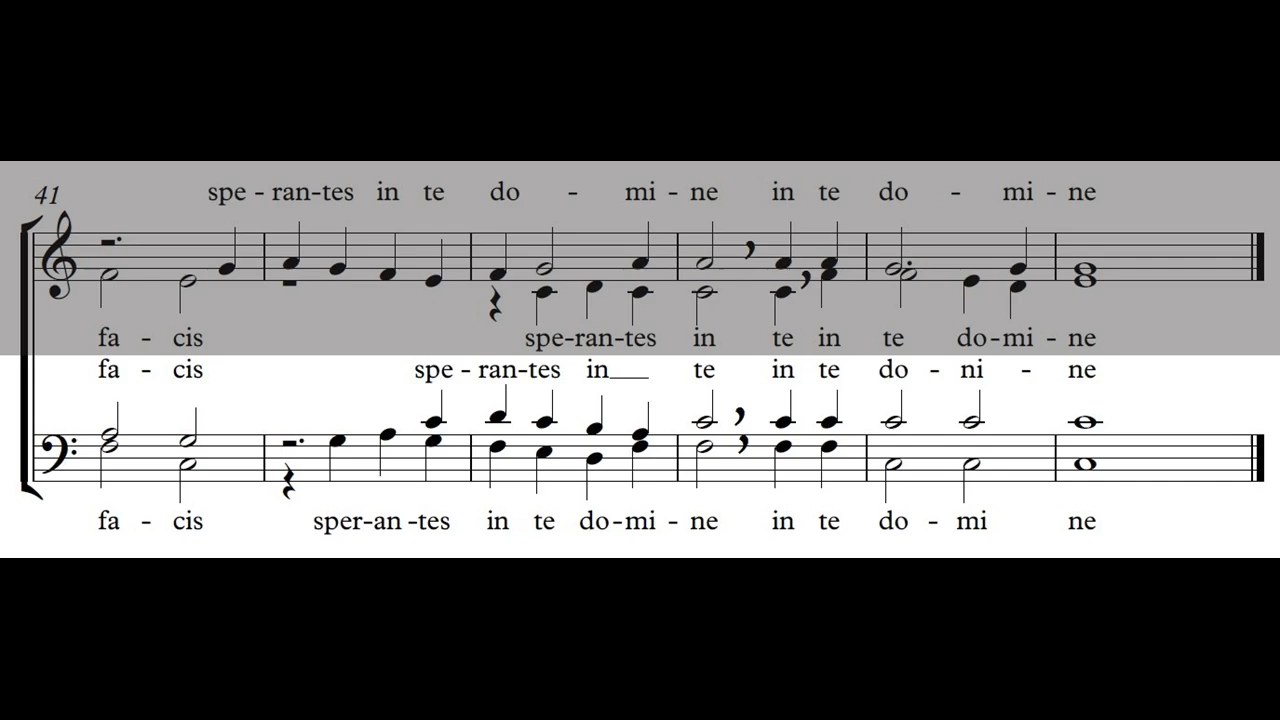 spe - ran-tes in te do - mi - ne in te do - mi - ne
41
fa - cis spe-ran-tes in te in te do-mi - ne
fa - cis spe - ran-tes in___ te in te do - ni - ne
fa - cis sper-an -tes in te do-mi - ne in te do - mi ne